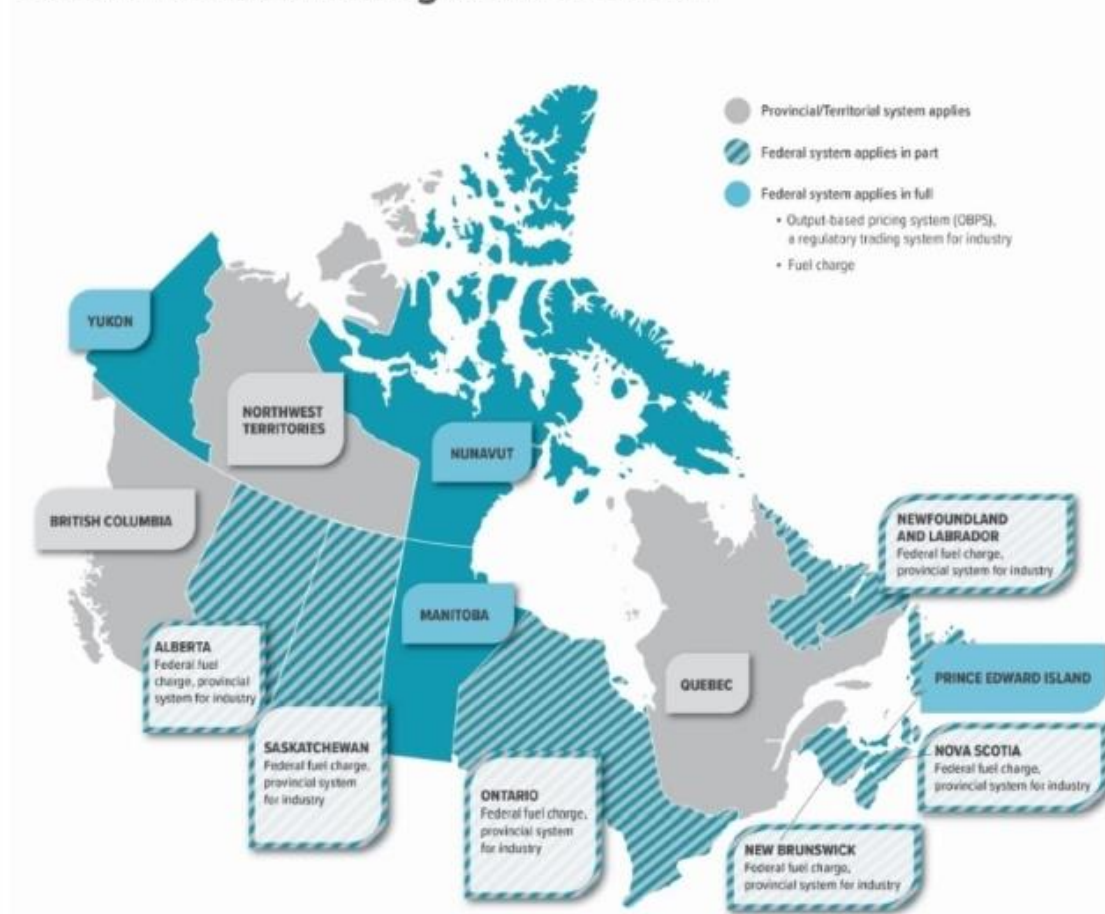 Provincial/Territorial system applies
Federal system applies in part
Federal system applies in full
• Output-based pricing system (OBPS),
a regulatory trading system for industry
• Fuel charge
YUKON
NORTHWEST
TERRITORIES
NUNAVUT
BRITISH COLUMBIA
NEWFOUNDLAND
AND LABRADOR
Federal fuel charge,
provincial system for industry
MANITOBA
ALBERTA
Federal fuel
charge, provincial
system for industry
QUEBEC
PRINCE EDWARD ISLAND
SASKATCHEWAN
Federal fuel charge,
provincial system
for industry
NOVA SCOTIA
Federal fuel charge,
provincial system for industry
ONTARIO
Federal fuel charge,
provincial system
for industry
NEW BRUNSWICK
Federal fuel charge,
provincial system for industry